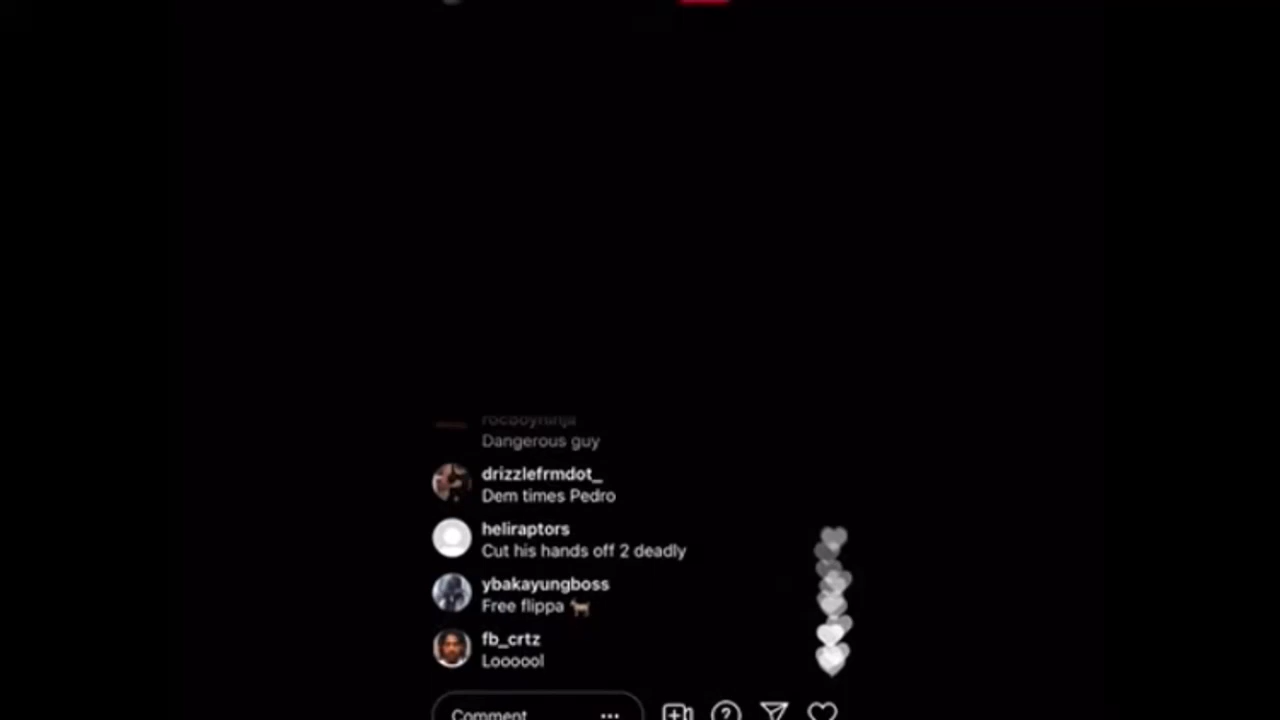 rocboyninja
Dangerous guy
drizzlefrmdot_
Dem times Pedro
heliraptors
Cut his hands off 2 deadly
ybakayungboss
Free flippa 🐐
fb_crtz
Loooool
Comment